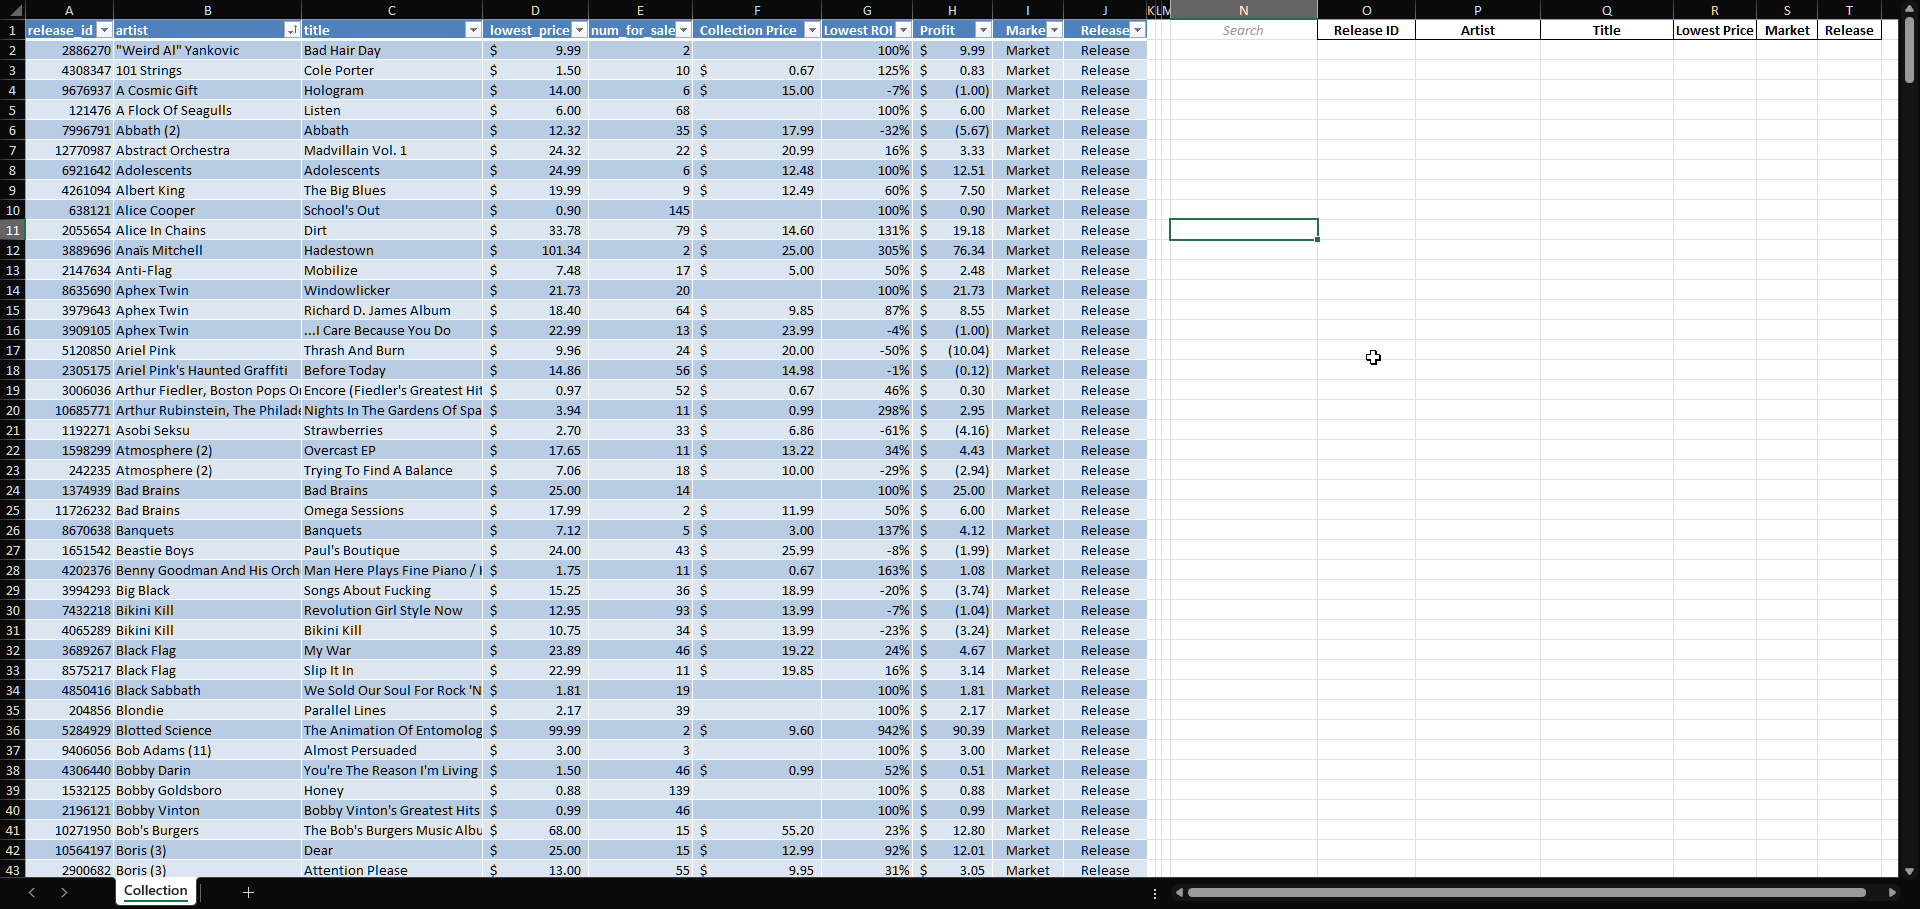 A B C D E F G H I J K L M N O P Q R S T
1 release_id artist title lowest_price num_for_sale Collection Price Lowest ROI Profit Marke Release Search Release ID Artist Title Lowest Price Market Release
2 2886270 "Weird Al" Yankovic Bad Hair Day $ 9.99 2 100% $ 9.99 Market Release
3 4308347 101 Strings Cole Porter $ 1.50 10 $ 0.67 125% $ 0.83 Market Release
4 9676937 A Cosmic Gift Hologram $ 14.00 6 $ 15.00 -7% $ (1.00) Market Release
5 121476 A Flock Of Seagulls Listen $ 6.00 68 100% $ 6.00 Market Release
6 7996791 Abbath (2) Abbath $ 12.32 35 $ 17.99 -32% $ (5.67) Market Release
7 12770987 Abstract Orchestra Madvillain Vol. 1 $ 24.32 22 $ 20.99 16% $ 3.33 Market Release
8 6921642 Adolescents Adolescents $ 24.99 6 $ 12.48 100% $ 12.51 Market Release
9 4261094 Albert King The Big Blues $ 19.99 9 $ 12.49 60% $ 7.50 Market Release
10 638121 Alice Cooper School's Out $ 0.90 145 100% $ 0.90 Market Release
11 2055654 Alice In Chains Dirt $ 33.78 79 $ 14.60 131% $ 19.18 Market Release
12 3889696 Anaïs Mitchell Hadestown $ 101.34 2 $ 25.00 305% $ 76.34 Market Release
13 2147634 Anti-Flag Mobilize $ 7.48 17 $ 5.00 50% $ 2.48 Market Release
14 8635690 Aphex Twin Windowlicker $ 21.73 20 100% $ 21.73 Market Release
15 3979643 Aphex Twin Richard D. James Album $ 18.40 64 $ 9.85 87% $ 8.55 Market Release
16 3909105 Aphex Twin ...I Care Because You Do $ 22.99 13 $ 23.99 -4% $ (1.00) Market Release
17 5120850 Ariel Pink Thrash And Burn $ 9.96 24 $ 20.00 -50% $ (10.04) Market Release
18 2305175 Ariel Pink's Haunted Graffiti Before Today $ 14.86 56 $ 14.98 -1% $ (0.12) Market Release
19 3006036 Arthur Fiedler, Boston Pops O Encore (Fiedler's Greatest Hit $ 0.97 52 $ 0.67 46% $ 0.30 Market Release
20 10685771 Arthur Rubinstein, The Philade Nights In The Gardens Of Spa $ 3.94 11 $ 0.99 298% $ 2.95 Market Release
21 1192271 Asobi Seksu Strawberries $ 2.70 33 $ 6.86 -61% $ (4.16) Market Release
22 1598299 Atmosphere (2) Overcast EP $ 17.65 11 $ 13.22 34% $ 4.43 Market Release
23 242235 Atmosphere (2) Trying To Find A Balance $ 7.06 18 $ 10.00 -29% $ (2.94) Market Release
24 1374939 Bad Brains Bad Brains $ 25.00 14 100% $ 25.00 Market Release
25 11726232 Bad Brains Omega Sessions $ 17.99 2 $ 11.99 50% $ 6.00 Market Release
26 8670638 Banquets Banquets $ 7.12 5 $ 3.00 137% $ 4.12 Market Release
27 1651542 Beastie Boys Paul's Boutique $ 24.00 43 $ 25.99 -8% $ (1.99) Market Release
28 4202376 Benny Goodman And His Orch Man Here Plays Fine Piano / $ 1.75 11 $ 0.67 163% $ 1.08 Market Release
29 3994293 Big Black Songs About Fucking $ 15.25 36 $ 18.99 -20% $ (3.74) Market Release
30 7432218 Bikini Kill Revolution Girl Style Now $ 12.95 93 $ 13.99 -7% $ (1.04) Market Release
31 4065289 Bikini Kill Bikini Kill $ 10.75 34 $ 13.99 -23% $ (3.24) Market Release
32 3689267 Black Flag My War $ 23.89 46 $ 19.22 24% $ 4.67 Market Release
33 8575217 Black Flag Slip It In $ 22.99 11 $ 19.85 16% $ 3.14 Market Release
34 4850416 Black Sabbath We Sold Our Soul For Rock 'N $ 1.81 19 100% $ 1.81 Market Release
35 204856 Blondie Parallel Lines $ 2.17 39 100% $ 2.17 Market Release
36 5284929 Blotted Science The Animation Of Entomolog $ 99.99 2 $ 9.60 942% $ 90.39 Market Release
37 9406056 Bob Adams (11) Almost Persuaded $ 3.00 3 100% $ 3.00 Market Release
38 4306440 Bobby Darin You're The Reason I'm Living $ 1.50 46 $ 0.99 52% $ 0.51 Market Release
39 1532125 Bobby Goldsboro Honey $ 0.88 139 100% $ 0.88 Market Release
40 2196121 Bobby Vinton Bobby Vinton's Greatest Hits $ 0.99 46 100% $ 0.99 Market Release
41 10271950 Bob's Burgers The Bob's Burgers Music Albu $ 68.00 15 $ 55.20 23% $ 12.80 Market Release
42 10564197 Boris (3) Dear $ 25.00 15 $ 12.99 92% $ 12.01 Market Release
43 2900682 Boris (3) Attention Please $ 13.00 55 $ 9.95 31% $ 3.05 Market Release
Collection